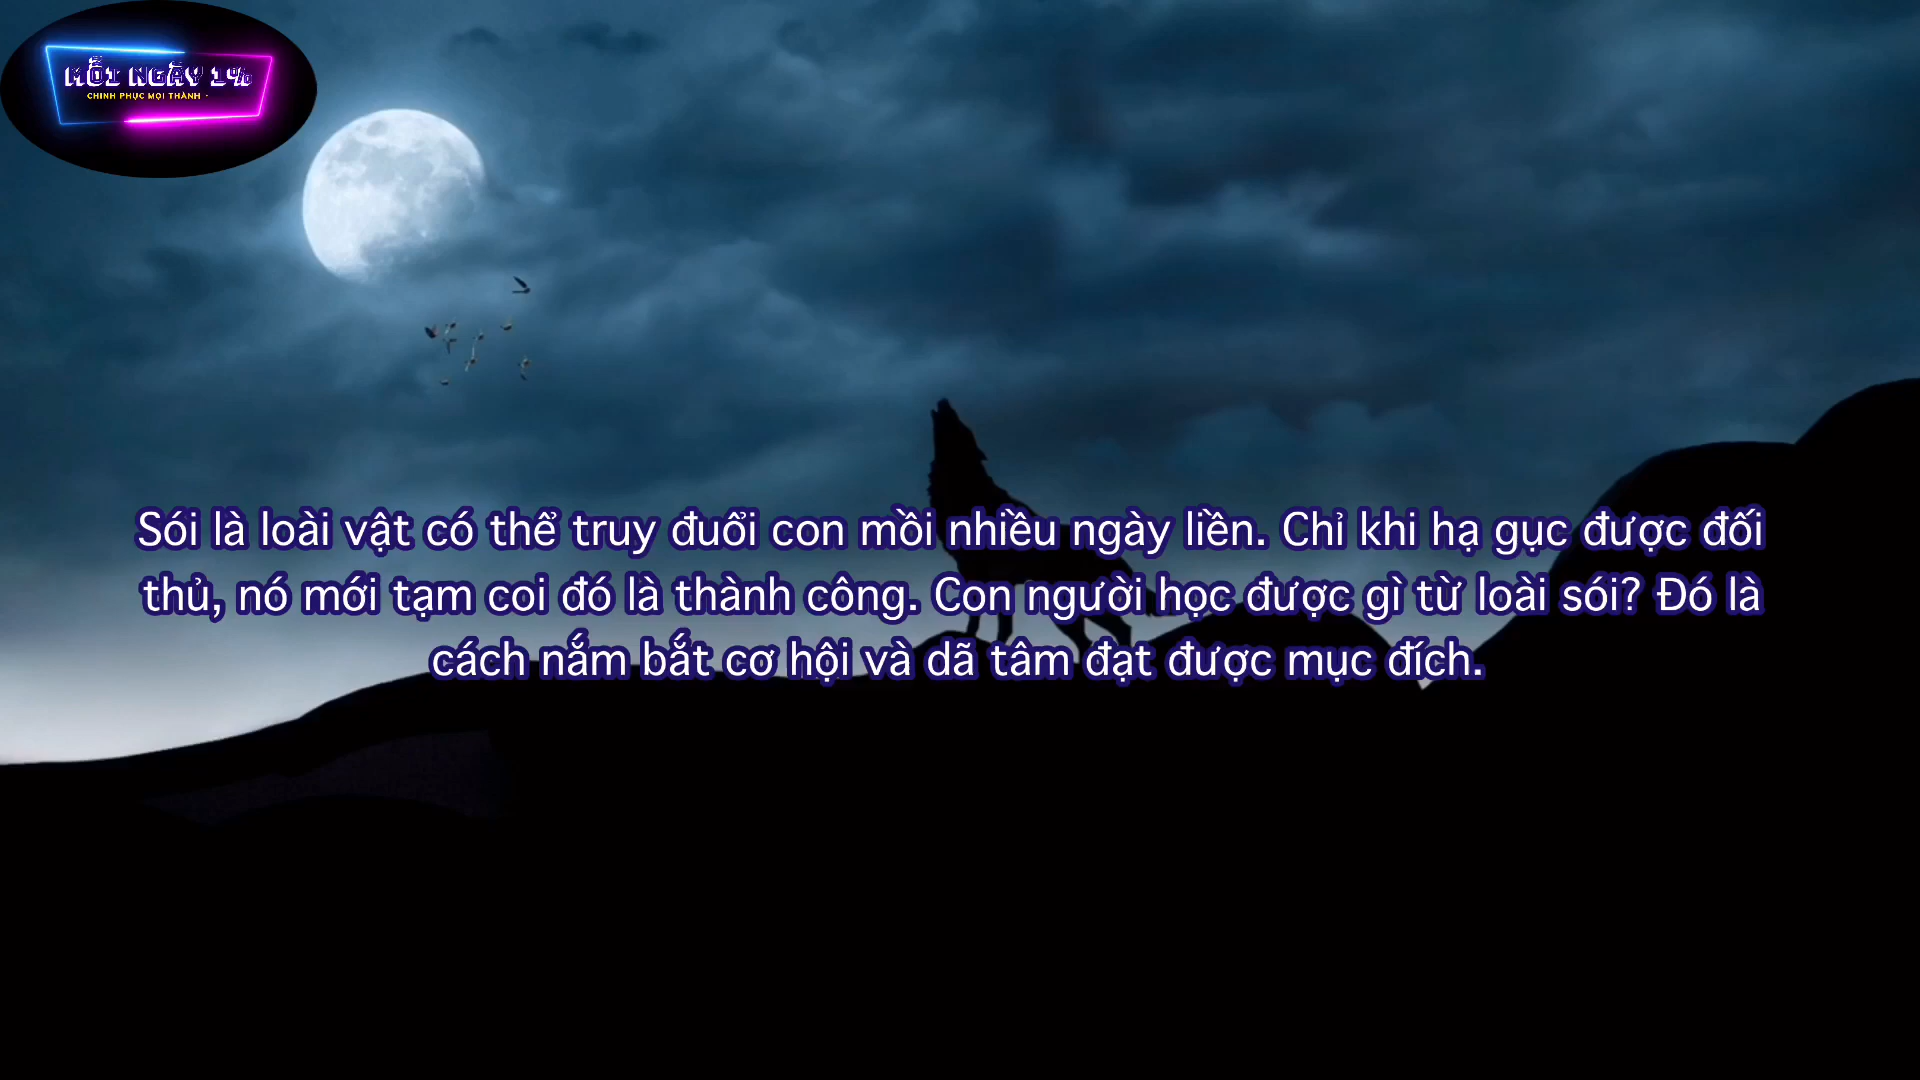 MỖI NGÀY 1%
CHINH PHỤC MỌI THÀNH -
Sói là loài vật có thể truy đuổi con mồi nhiều ngày liền. Chỉ khi hạ gục được đối
thủ, nó mới tạm coi đó là thành công. Con người học được gì từ loài sói? Đó là
cách nắm bắt cơ hội và dã tâm đạt được mục đích.